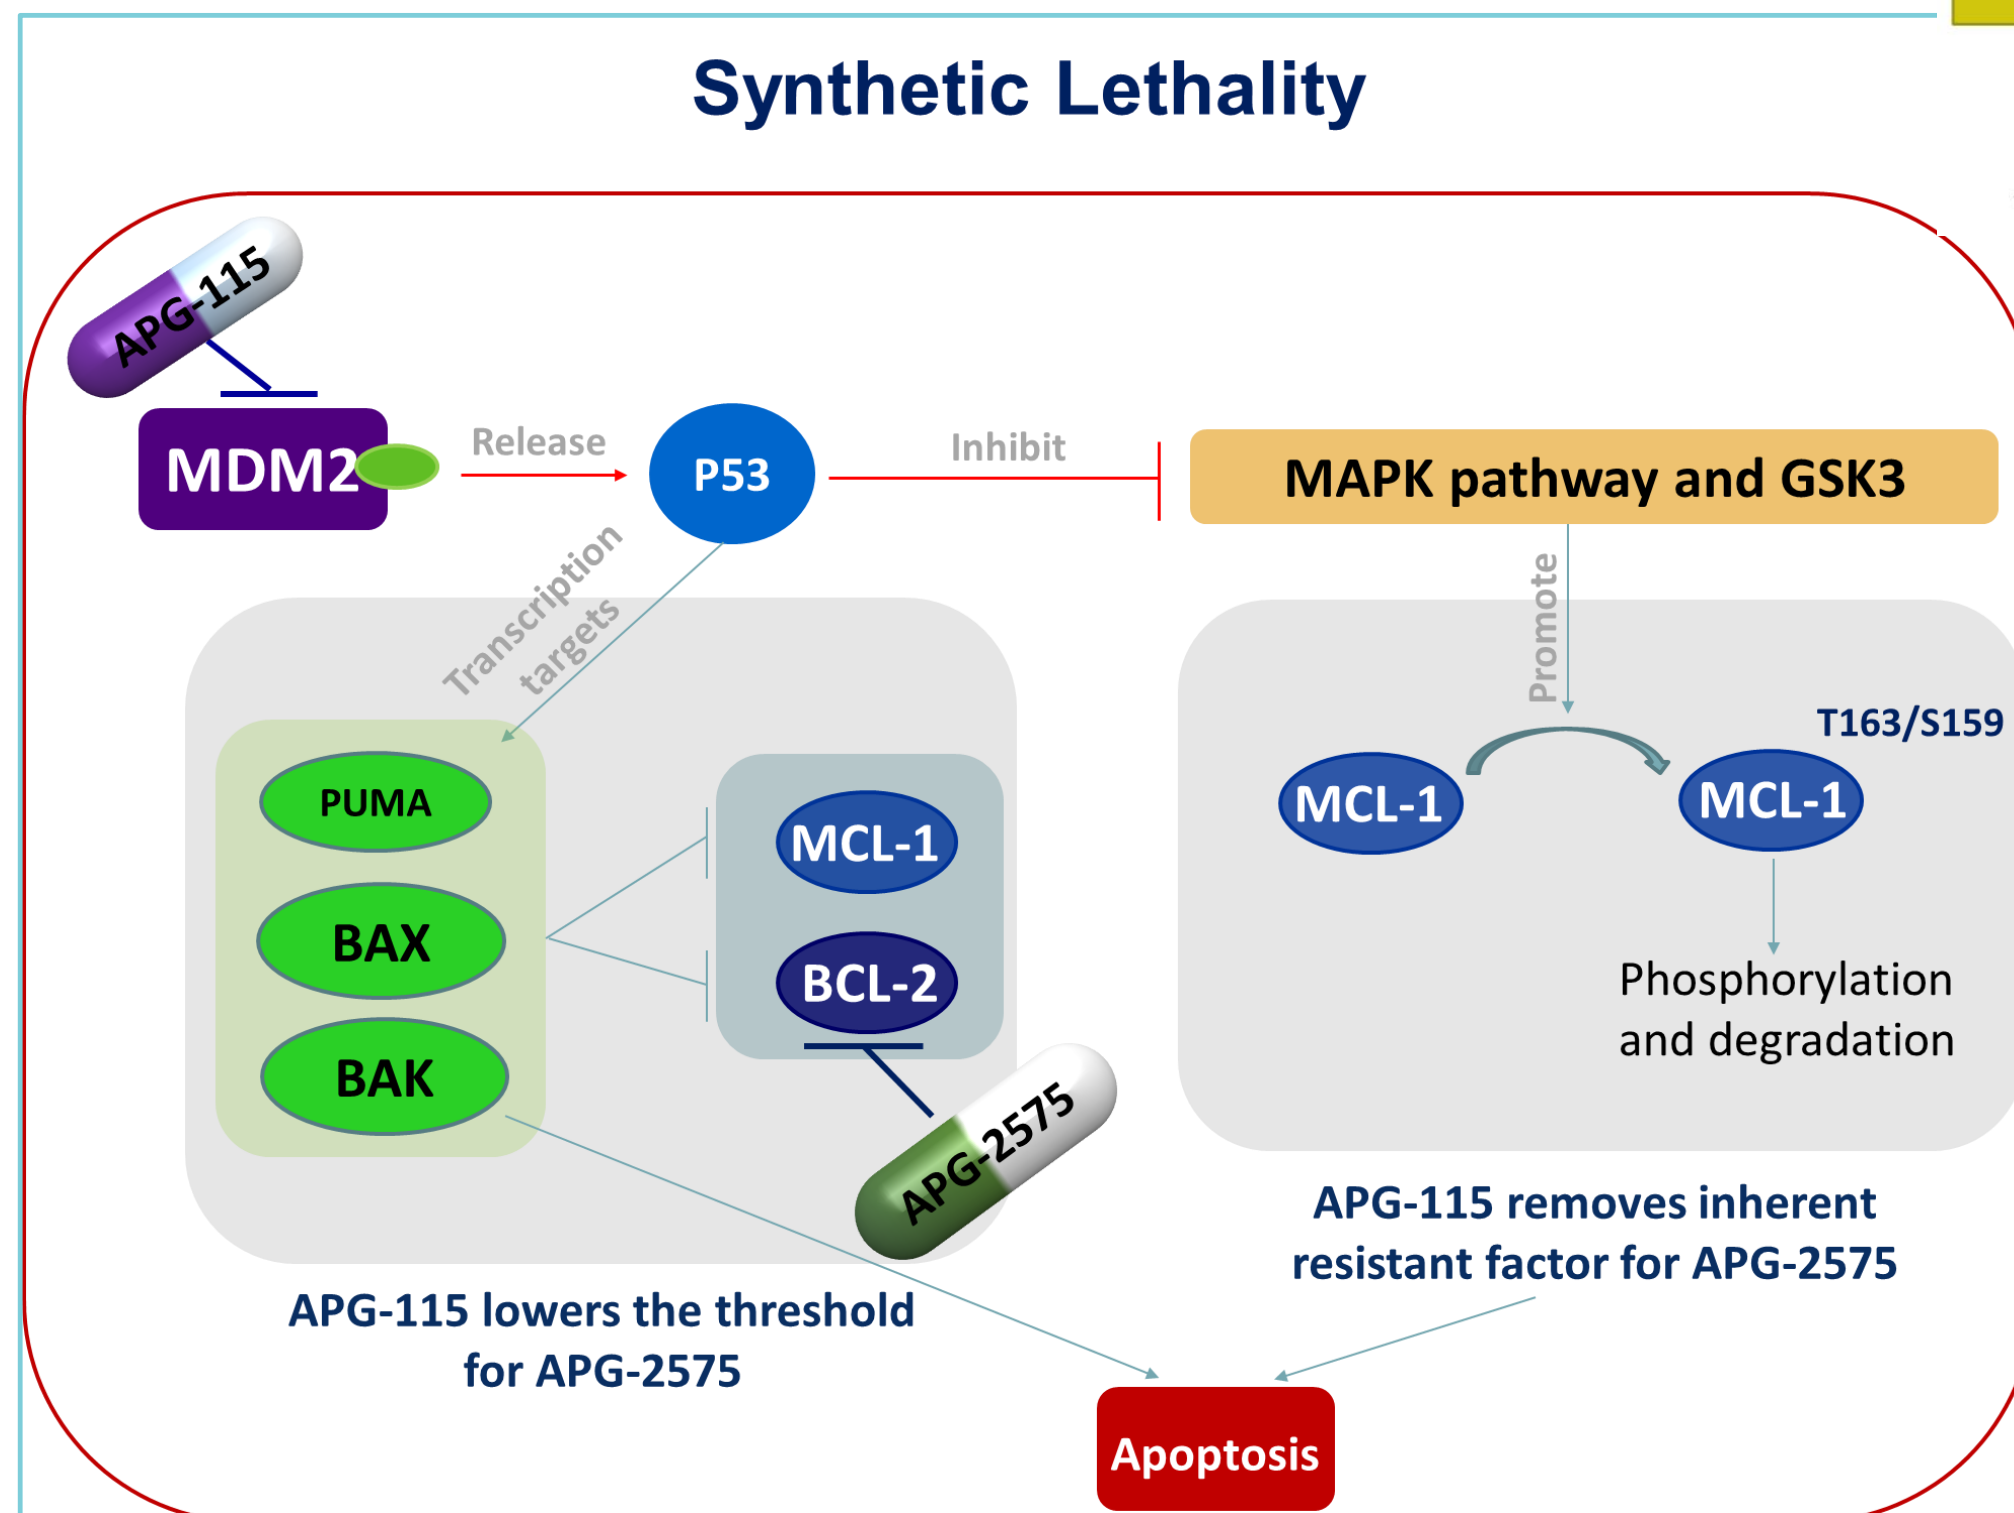 Synthetic Lethality
APG-115
MDM2
Release
P53
Inhibit
MAPK pathway and GSK3
Transcription
targets
Promote
PUMA
BAX
BAK
MCL-1
BCL-2
APG-2575
T163/S159
MCL-1
MCL-1
Phosphorylation
and degradation
APG-115 lowers the threshold
for APG-2575
APG-115 removes inherent
resistant factor for APG-2575
Apoptosis